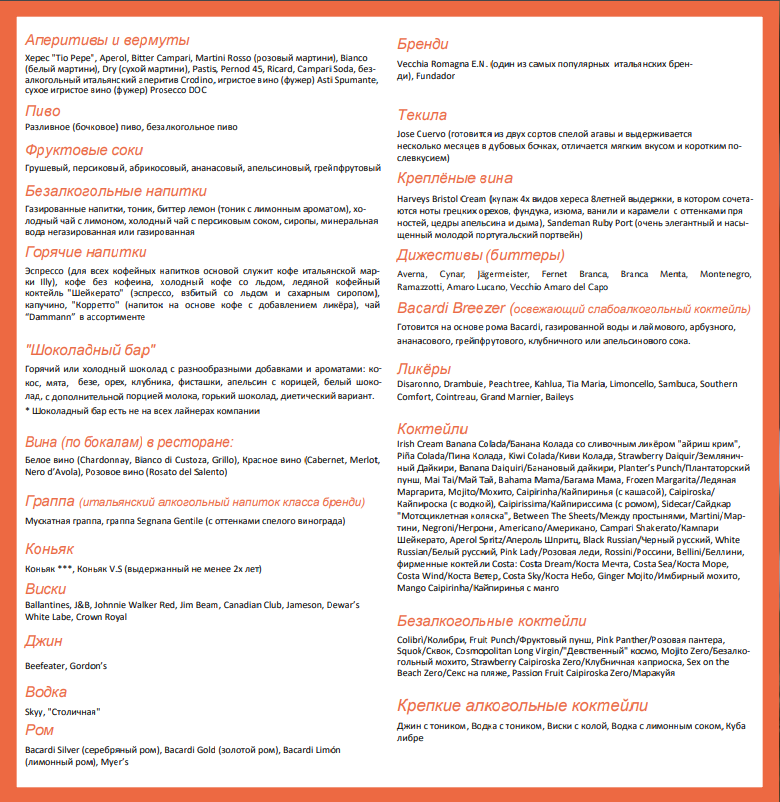 Аперитивы и вермуты
Херес "Tio Pepe", Aperol, Bitter Campari, Martini Rosso (розовый мартини), Bianco
(белый мартини), Dry (сухой мартини), Pastis, Pernod 45, Ricard, Campari Soda, без-
алкогольный итальянский аперитив Crodino, игристое вино (фужер) Asti Spumante,
сухое игристое вино (фужер) Prosecco DOC
Пиво
Разливное (бочковое) пиво, безалкогольное пиво
Фруктовые соки
Грушевый, персиковый, абрикосовый, ананасовый, апельсиновый, грейпфрутовый
Безалкогольные напитки
Газированные напитки, тоник, биттер лемон (тоник с лимонным ароматом), хо-
лодный чай с лимоном, холодный чай с персиковым соком, сиропы, минеральная
вода негазированная или газированная
Горячие напитки
Эспрессо (для всех кофейных напитков основой служит кофе итальянской мар-
ки Illy), кофе без кофеина, холодный кофе со льдом, ледяной кофейный
коктейль "Шейкерато" (эспрессо, взбитый со льдом и сахарным сиропом),
капучино, "Корретто" (напиток на основе кофе с добавлением ликёра), чай
"Dammann" в ассортименте
"Шоколадный бар"
Горячий или холодный шоколад с разнообразными добавками и ароматами: ко-
кос, мята, безе, орех, клубника, фисташки, апельсин с корицей, белый шоко-
лад, с дополнительной порцией молока, горький шоколад, диетический вариант.
* Шоколадный бар есть не на всех лайнерах компании
Вина (по бокалам) в ресторане:
Белое вино (Chardonnay, Bianco di Custoza, Grillo), Красное вино (Cabernet, Merlot,
Nero d'Avola), Розовое вино (Rosato del Salento)
Граппа (итальянский алкогольный напиток класса бренди)
Мускатная граппа, граппа Segnana Gentile (с оттенками спелого винограда)
Коньяк
Коньяк ***, Коньяк V.S (выдержанный не менее 2х лет)
Виски
Ballantines, J&B, Johnnie Walker Red, Jim Beam, Canadian Club, Jameson, Dewar's
White Labe, Crown Royal
Джин
Beefeater, Gordon's
Водка
Skyy, "Столичная"
Ром
Bacardi Silver (серебряный ром), Bacardi Gold (золотой ром), Bacardi Limón
(лимонный ром), Myer's
Бренди
Vecchia Romagna E.N. (один из самых популярных итальянских брен-
ди), Fundador
Текила
Jose Cuervo (готовится из двух сортов спелой агавы и выдерживается
несколько месяцев в дубовых бочках, отличается мягким вкусом и коротким по-
слевкусием)
Креплёные вина
Harveys Bristol Cream (купаж 4х видов хереса 8летней выдержки, в котором сочета-
ются ноты грецких орехов, фундука, изюма, ванили и карамели с оттенками пря
ностей, цедры апельсина и дыма), Sandeman Ruby Port (очень элегантный и насы-
щенный молодой португальский портвейн)
Дижестивы (биттеры)
Averna, Cynar, Jägermeister, Fernet Branca, Branca Menta, Montenegro,
Ramazzotti, Amaro Lucano, Vecchio Amaro del Capo
Bacardi Breezer (освежающий слабоалкогольный коктейль)
Готовится на основе рома Bacardi, газированной воды и лаймового, арбузного,
ананасового, грейпфрутового, клубничного или апельсинового сока.
Ликёры
Disaronno, Drambuie, Peachtree, Kahlua, Tia Maria, Limoncello, Sambuca, Southern
Comfort, Cointreau, Grand Marnier, Baileys
Коктейли
Irish Cream Banana Colada/Банана Колада со сливочным ликёром "айриш крим",
Piña Colada/Пина Колада, Kiwi Colada/Киви Колада, Strawberry Daiquir/Земляничн-
ный Дайкири, Banana Daiquiri/Банановый дайкири, Planter's Punch/Плантаторский
пунш, Mai Tai/Май Тай, Bahama Mama/Багама Мама, Frozen Margarita/Ледяная
Маргарита, Mojito/Мохито, Caipirinha/Кайпиринья (с кашасой), Caipiroska/
Кайпироска (с водкой), Caipirissima/Кайпириссима (с ромом), Sidecar/Сайдкар
"Мотоциклетная коляска", Between The Sheets/Между простынями, Martini/Мар-
тини, Negroni/Негрони, Americano/Американо, Campari Shakerato/Кампари
Шейкерато, Aperol Spritz/Апероль Шпритц, Black Russian/Черный русский, White
Russian/Белый русский, Pink Lady/Розовая леди, Rossini/Россини, Bellini/Беллини,
фирменные коктейли Costa: Costa Dream/Коста Мечта, Costa Sea/Коста Море,
Costa Wind/Коста Ветер, Costa Sky/Коста Небо, Ginger Mojito/Имбирный мохито,
Mango Caipirinha/Кайпиринья с манго
Безалкогольные коктейли
Colibrì/Колибри, Fruit Punch/Фруктовый пунш, Pink Panther/Розовая пантера,
Squok/Сквок, Cosmopolitan Long Virgin/"Девственный" космо, Mojito Zero/Безалко-
гольный мохито, Strawberry Caipiroska Zero/Клубничная каприоска, Sex on the
Beach Zero/Секс на пляже, Passion Fruit Caipiroska Zero/Маракуйя
Крепкие алкогольные коктейли
Джин с тоником, Водка с тоником, Виски с колой, Водка с лимонным соком, Куба
либре